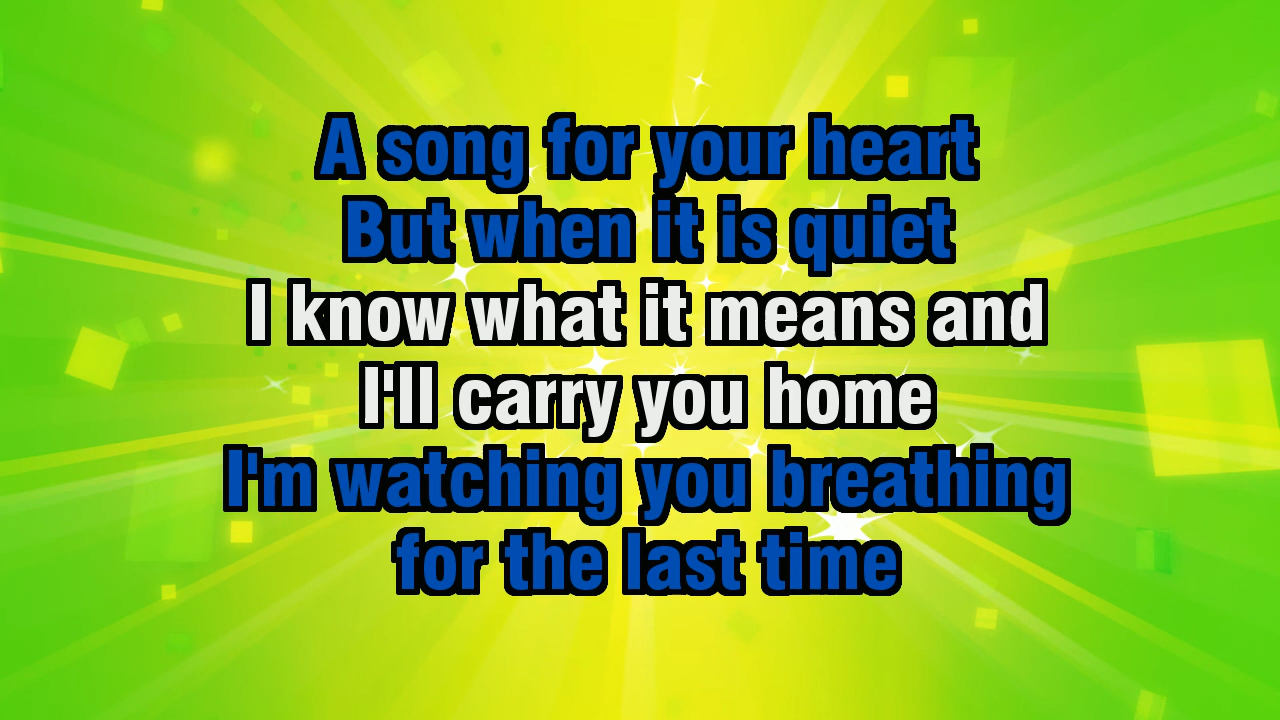 A song for your heart
But when it is quiet
I know what it means and
I'll carry you home
I'm watching you breathing
for the last time